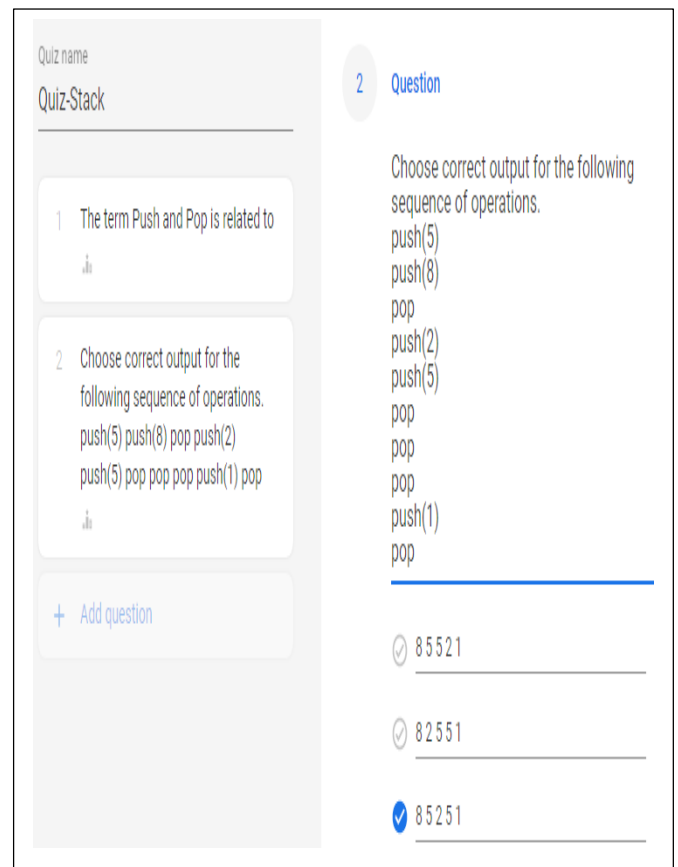 Quiz name
Quiz-Stack
1 The term Push and Pop is related to
2 Choose correct output for the
following sequence of operations.
push(5) push(8) pop push(2)
push(5) pop pop pop push(1) pop
+ Add question
2 Question
Choose correct output for the following
sequence of operations.
push(5)
push(8)
pop
push(2)
push(5)
pop
pop
pop
push(1)
pop
8 5 5 2 1
8 2 5 5 1
8 5 2 5 1